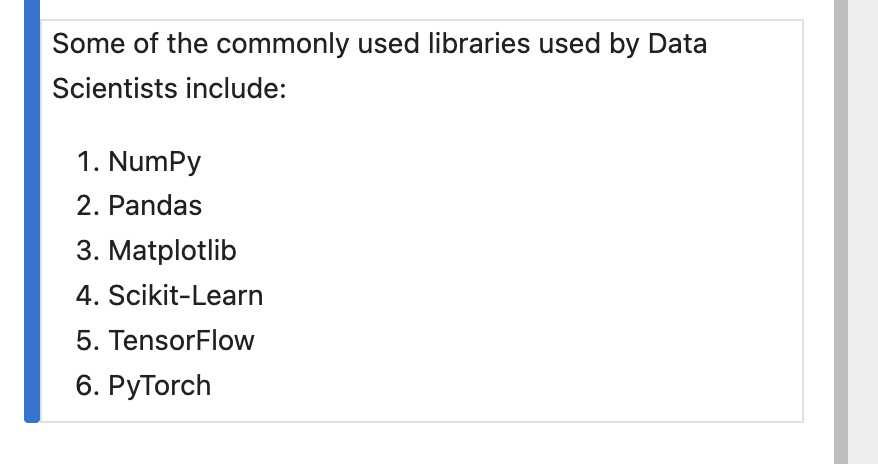 Some of the commonly used libraries used by Data
Scientists include:
1. NumPy
2. Pandas
3. Matplotlib
4. Scikit-Learn
5. TensorFlow
6. PyTorch